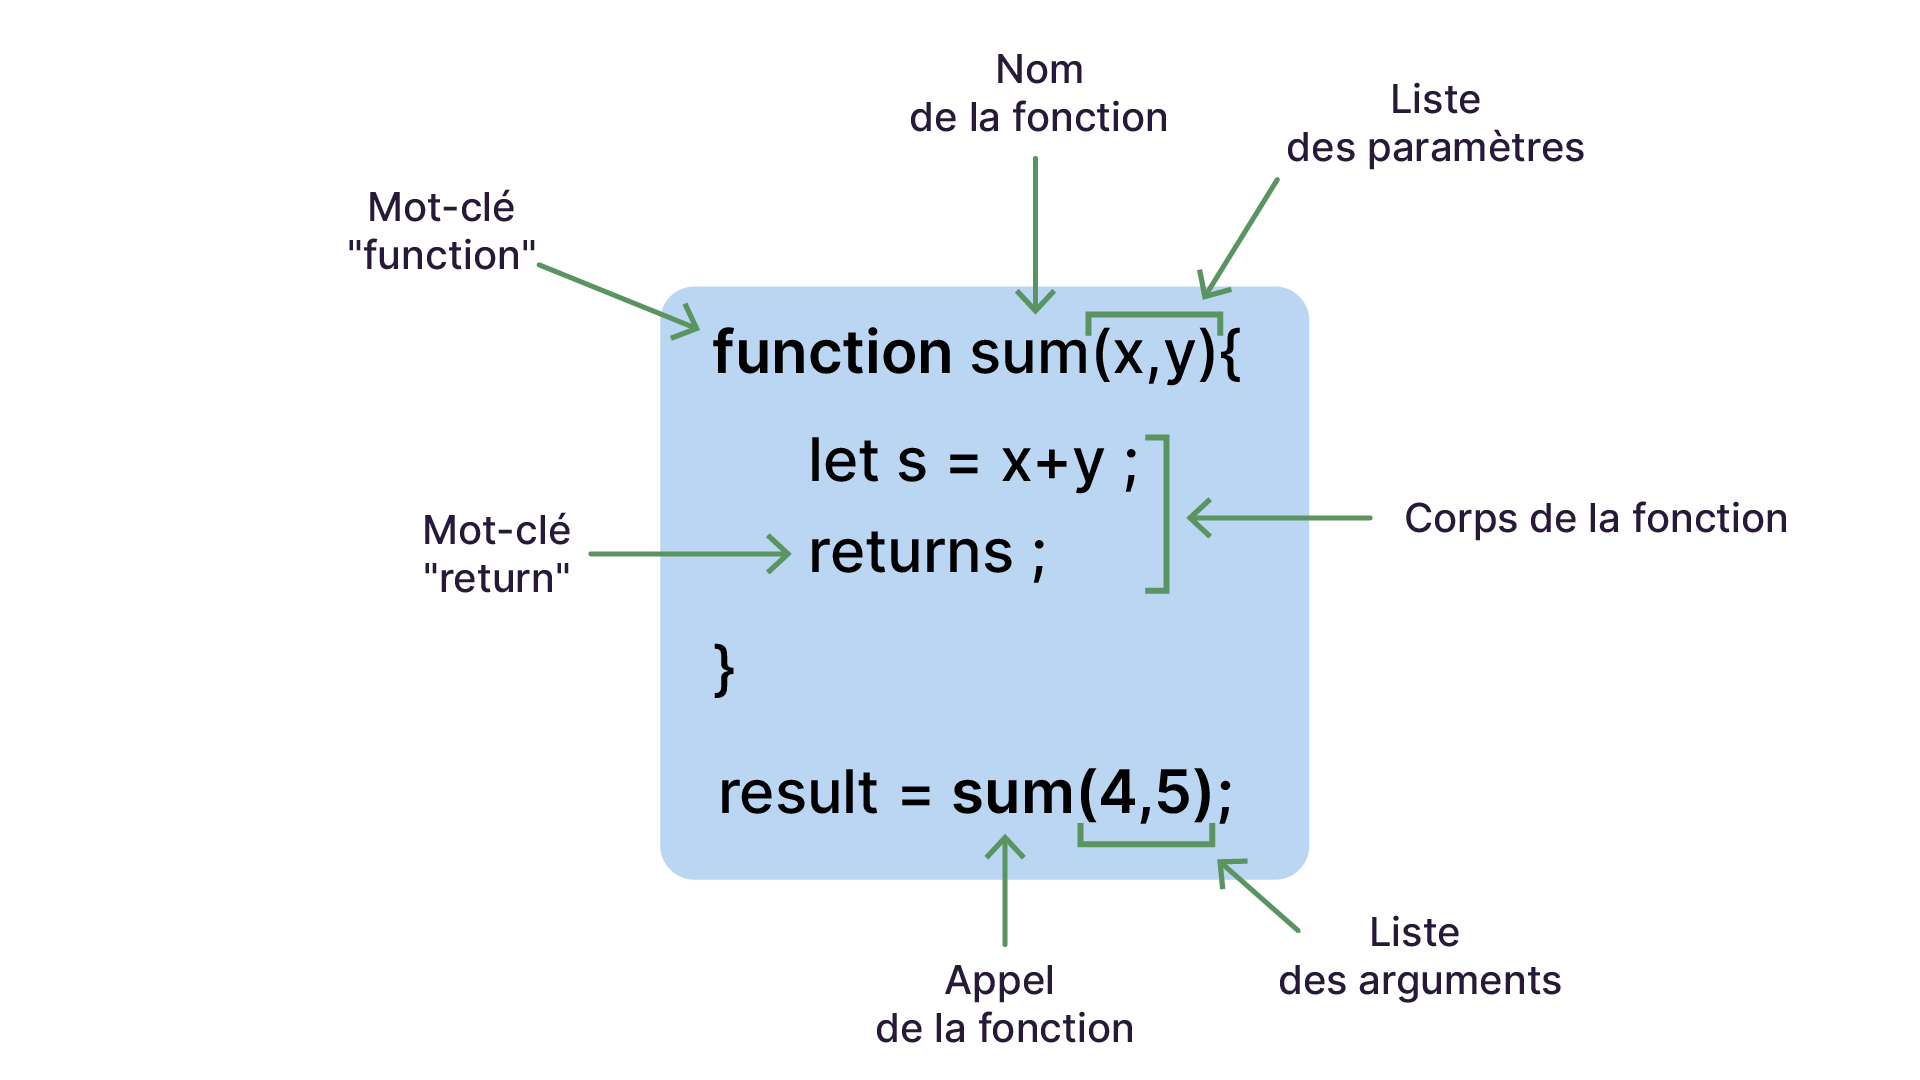 Nom
de la fonction
Liste
des paramètres
Mot-clé
"function"
function sum(x,y){
let s = x+y ;
returns ;
Mot-clé
"return"
Corps de la fonction
}
result = sum(4,5);
Appel
de la fonction
Liste
des arguments